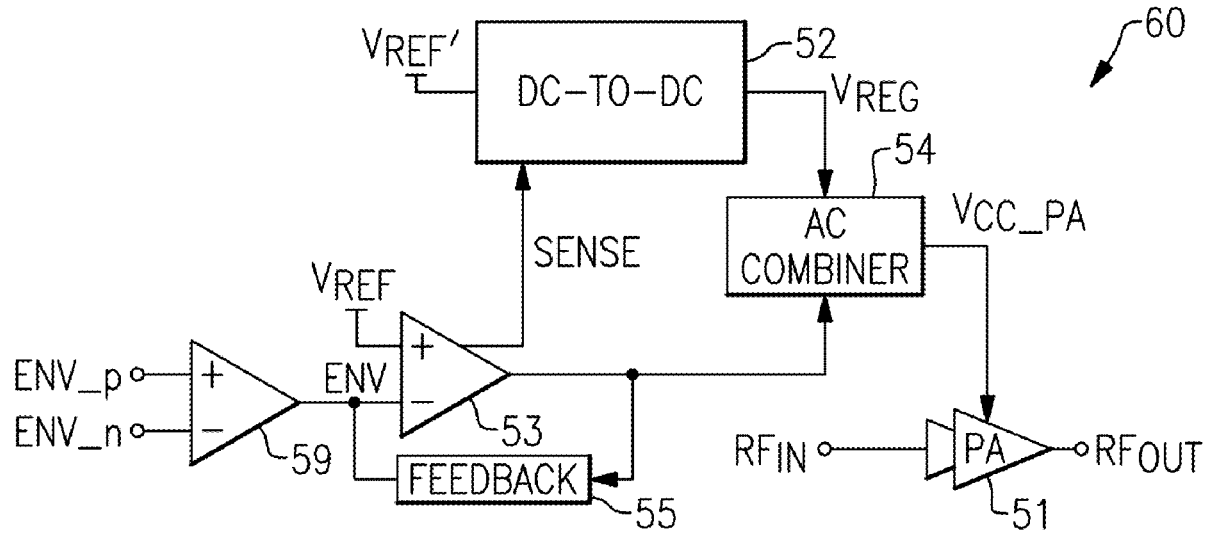 60
VREF'
DC-TO-DC
52
VREG
54
AC
COMBINER
VCC_PA
SENSE
VREF
+
−
53
ENV_p
ENV_n
+
−
59
ENV
FEEDBACK
55
RFIN
PA
51
RFOUT